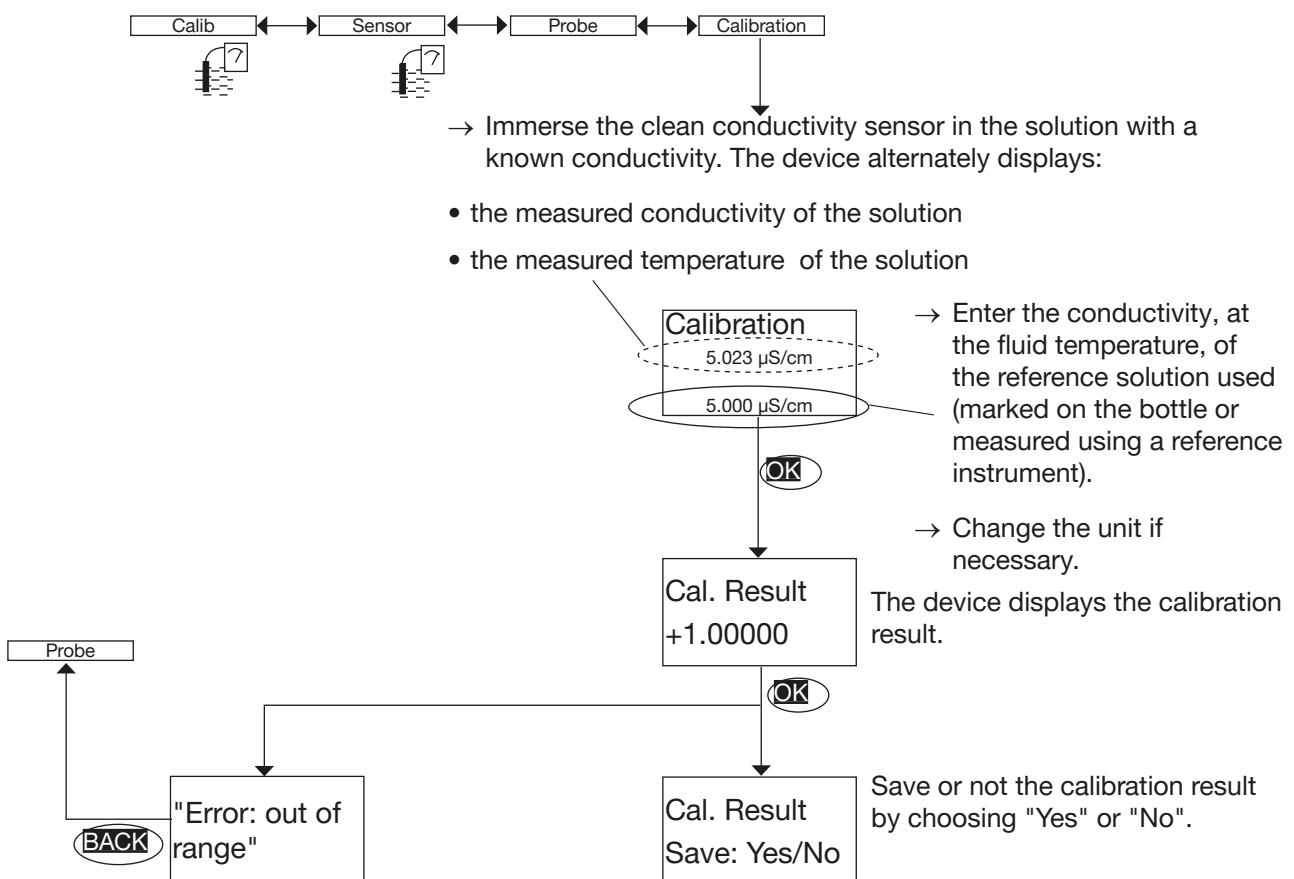 Calib Sensor Probe Calibration
→ Immerse the clean conductivity sensor in the solution with a
known conductivity. The device alternately displays:
• the measured conductivity of the solution
• the measured temperature of the solution
Calibration
5.023 µS/cm
5.000 µS/cm
→ Enter the conductivity, at
the fluid temperature, of
the reference solution used
(marked on the bottle or
measured using a reference
instrument).
→ Change the unit if
necessary.
OK
Cal. Result
+1.00000
The device displays the calibration
result.
OK
Probe
"Error: out of
range"
BACK
Cal. Result
Save: Yes/No
Save or not the calibration result
by choosing "Yes" or "No".